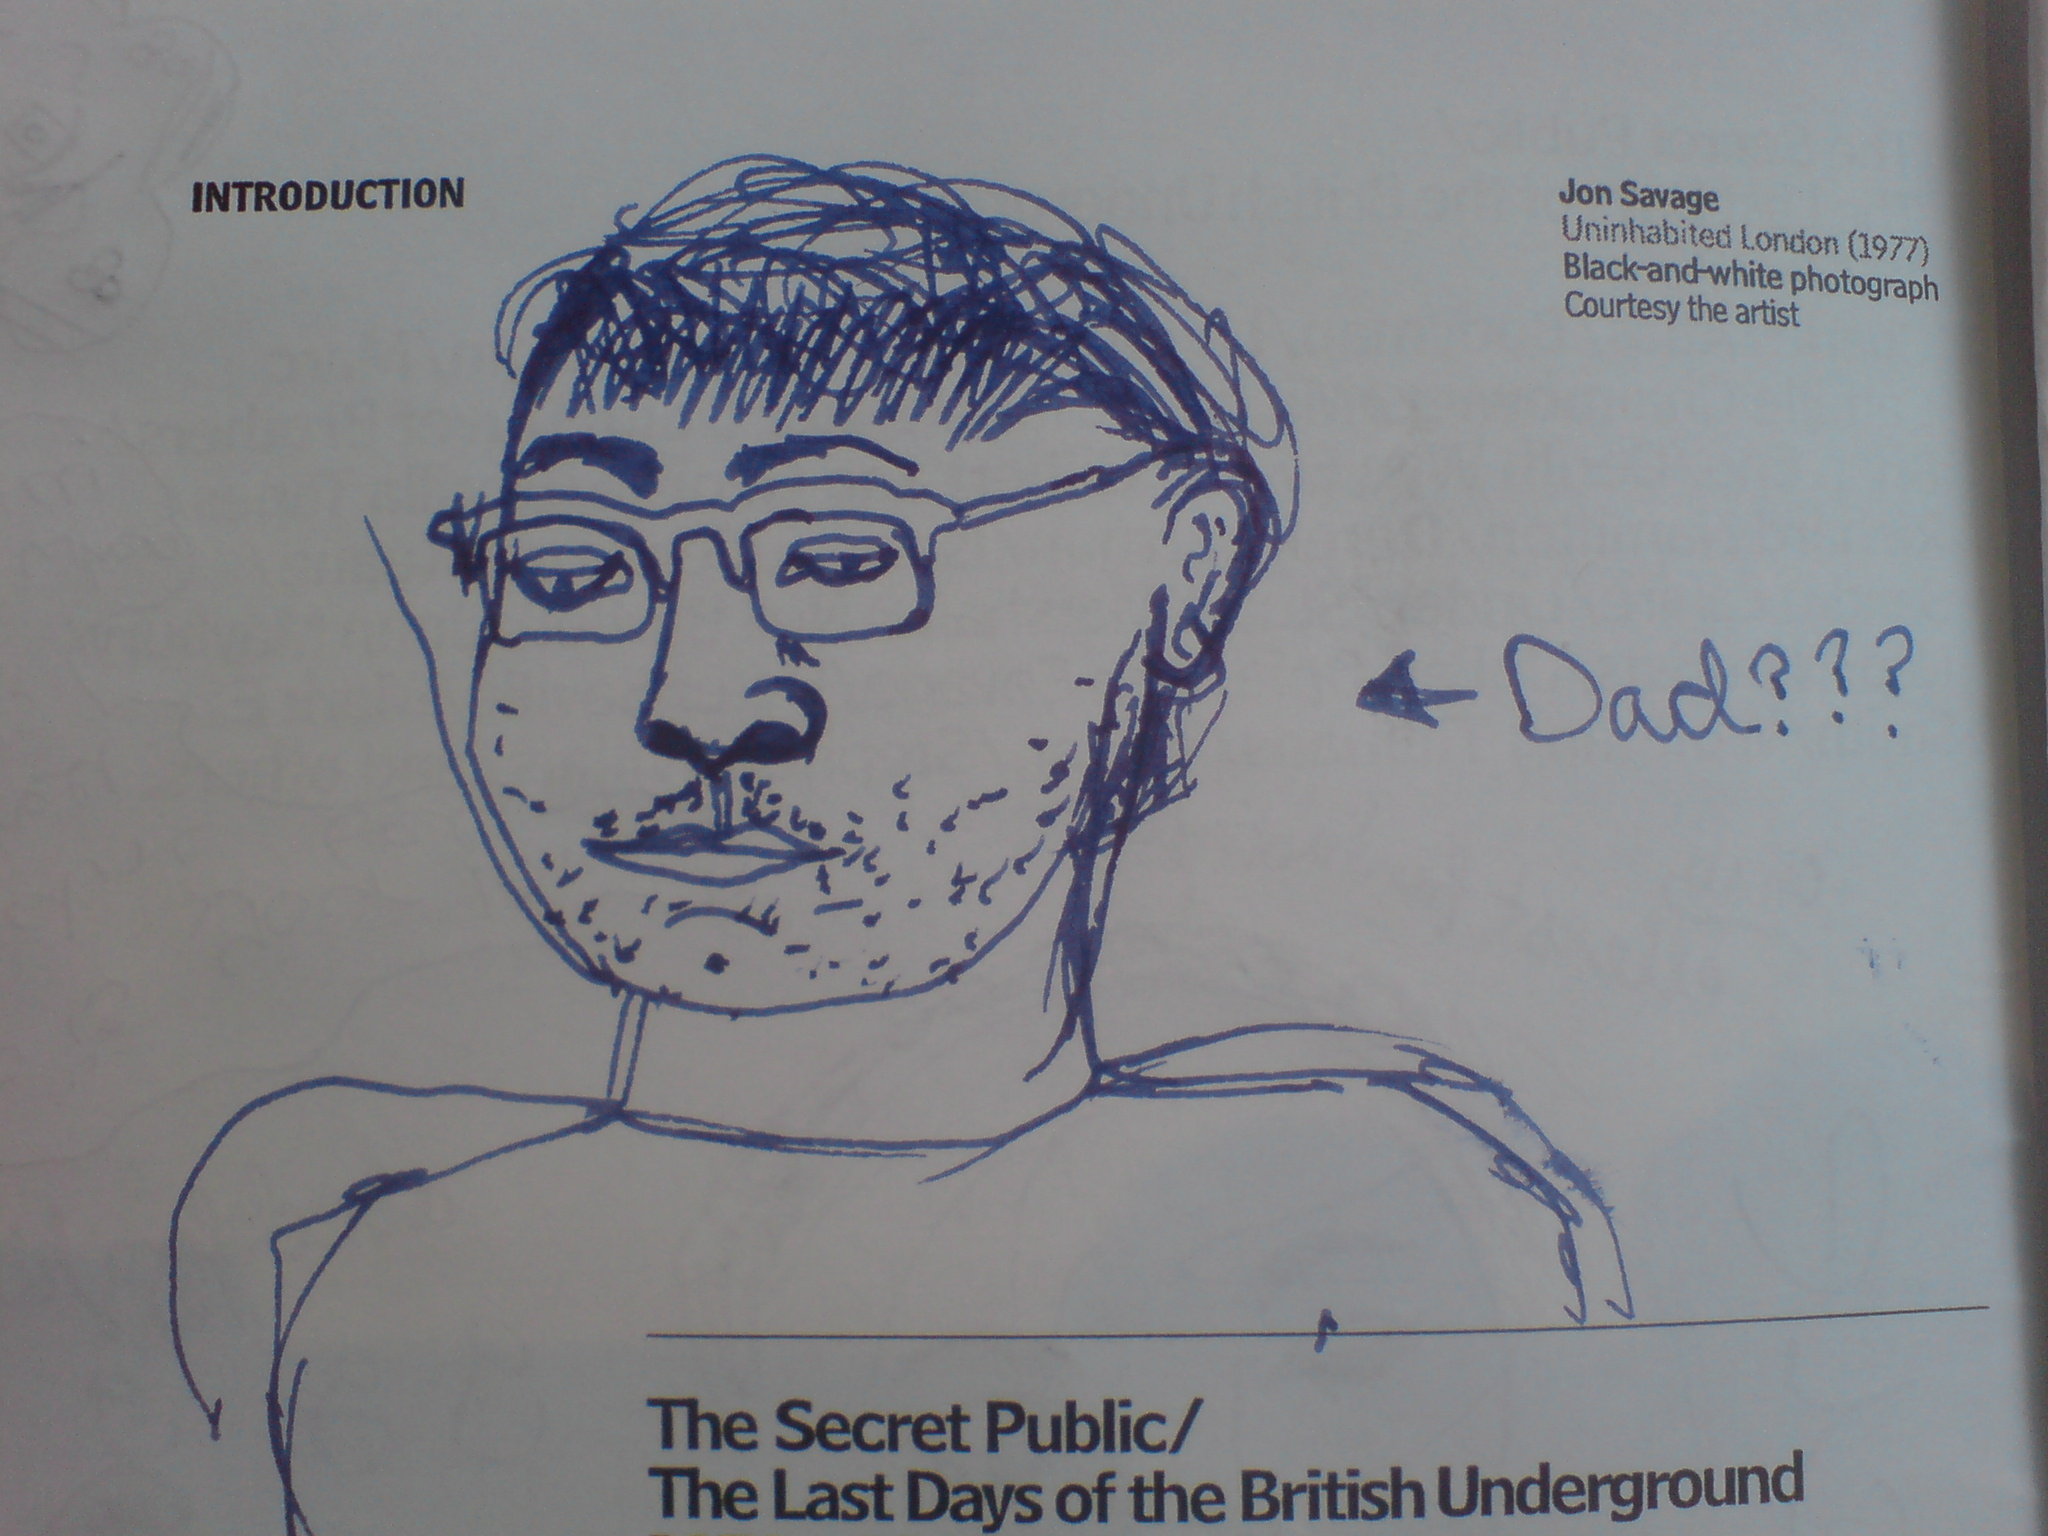 INTRODUCTION
Jon Savage
Uninhabited London (1977)
Black-and-white photograph
Courtesy the artist
Dad???
The Secret Public/
The Last Days of the British Underground